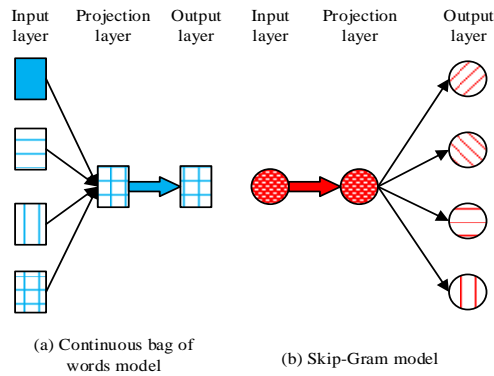 Input layer
Projection layer
Output layer
Input layer
Projection layer
Output layer
(a) Continuous bag of
words model
(b) Skip-Gram model